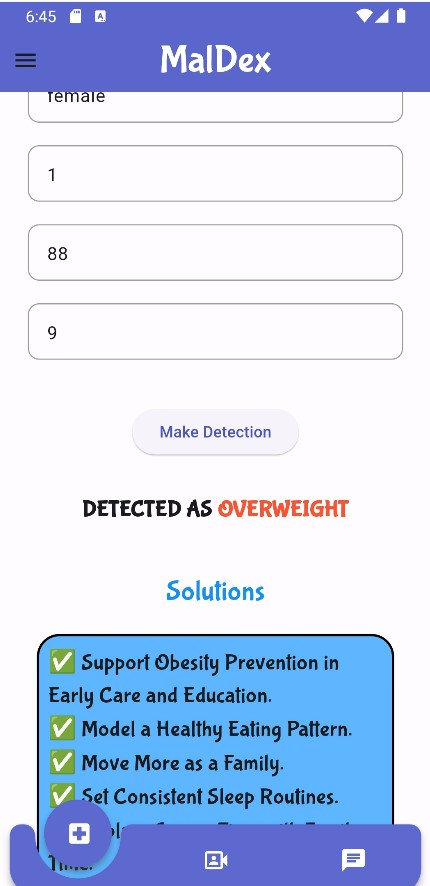 6:45
MalDex
female
1
88
9
Make Detection
DETECTED AS OVERWEIGHT
Solutions
✅ Support Obesity Prevention in
Early Care and Education.
✅ Model a Healthy Eating Pattern.
✅ Move More as a Family.
✅ Set Consistent Sleep Routines.
Time.